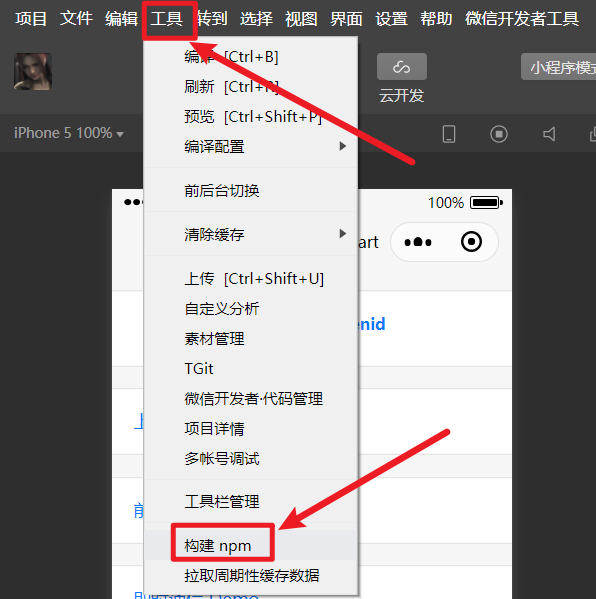 项目 文件 编辑 工具 转到 选择 视图 界面 设置 帮助 微信开发者工具
编译 [Ctrl+B]
刷新 [Ctrl+R]
预览 [Ctrl+Shift+P]
编译配置
前后台切换
清除缓存
上传 [Ctrl+Shift+U]
自定义分析
素材管理
TGit
微信开发者·代码管理
项目详情
多帐号调试
工具栏管理
构建 npm
拉取周期性缓存数据
云开发
小程序模式
iPhone 5 100%
100%
art
enid
上
前
Demo